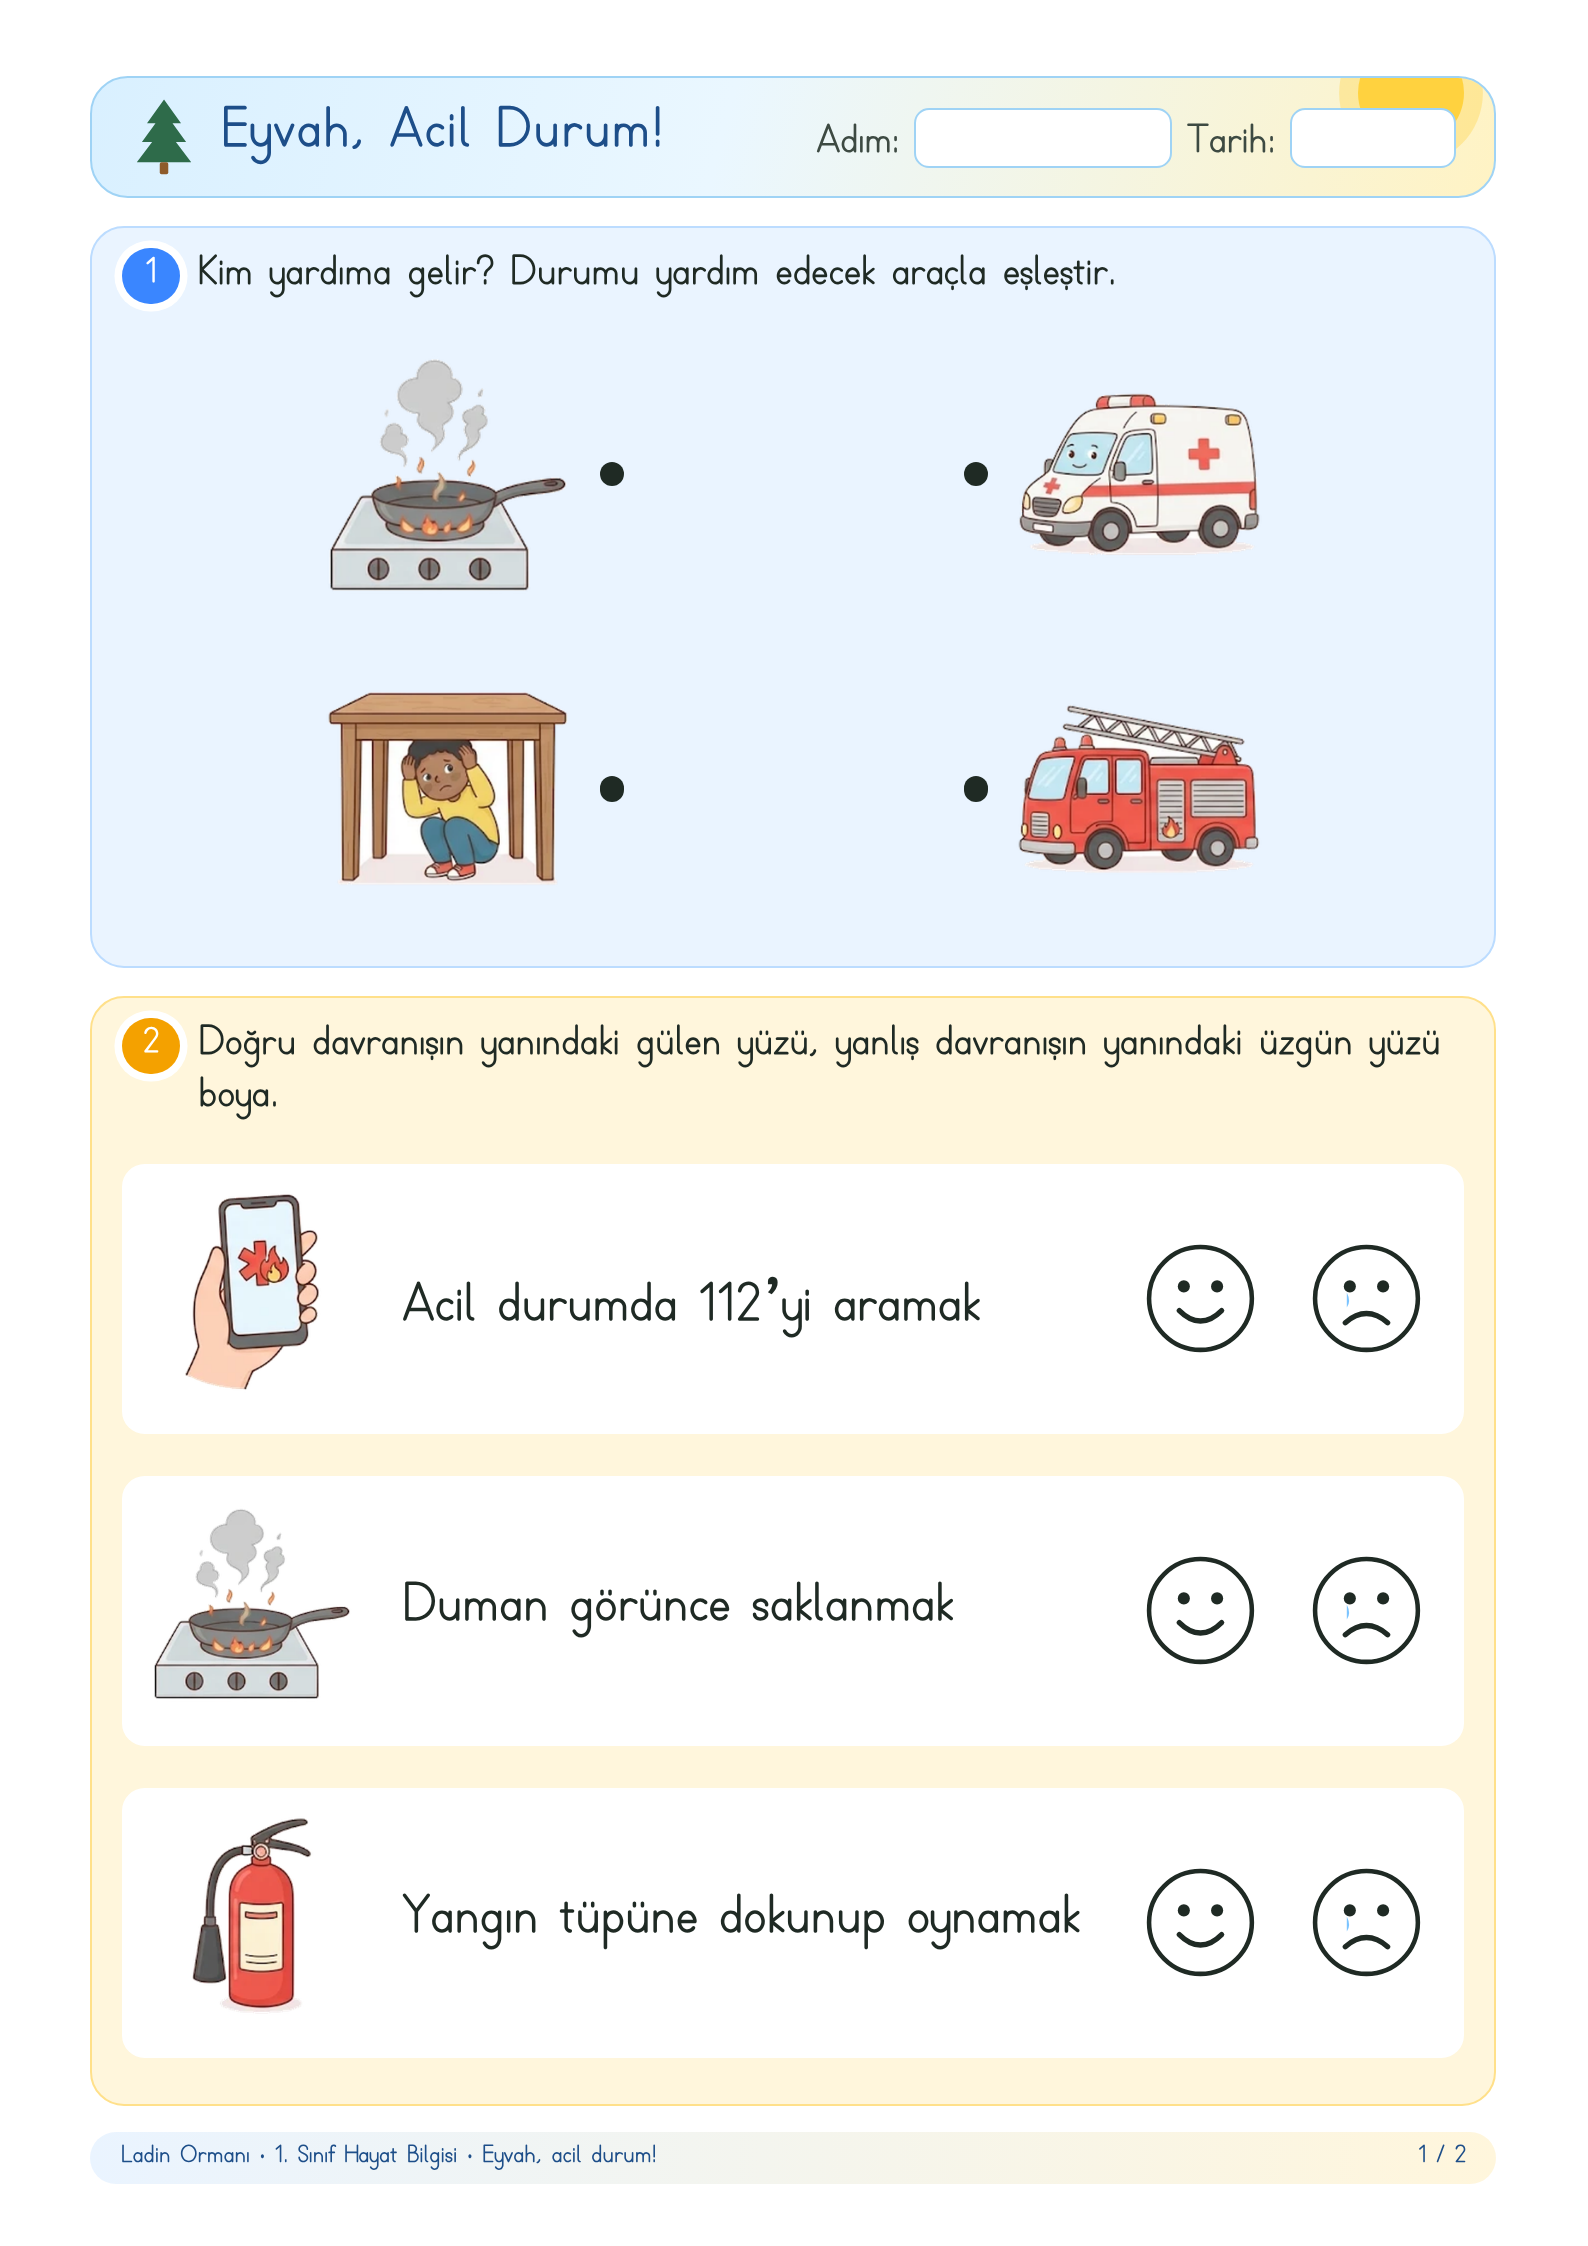 Eyvah, Acil Durum!
Adım:
Tarih:
1
Kim yardıma gelir? Durumu yardım edecek araçla eşleştir.
2
Doğru davranışın yanındaki gülen yüzü, yanlış davranışın yanındaki üzgün yüzü
boya.
Acil durumda 112’yi aramak
Duman görünce saklanmak
Yangın tüpüne dokunup oynamak
Ladin Ormanı • 1. Sınıf Hayat Bilgisi • Eyvah, acil durum!
1 / 2